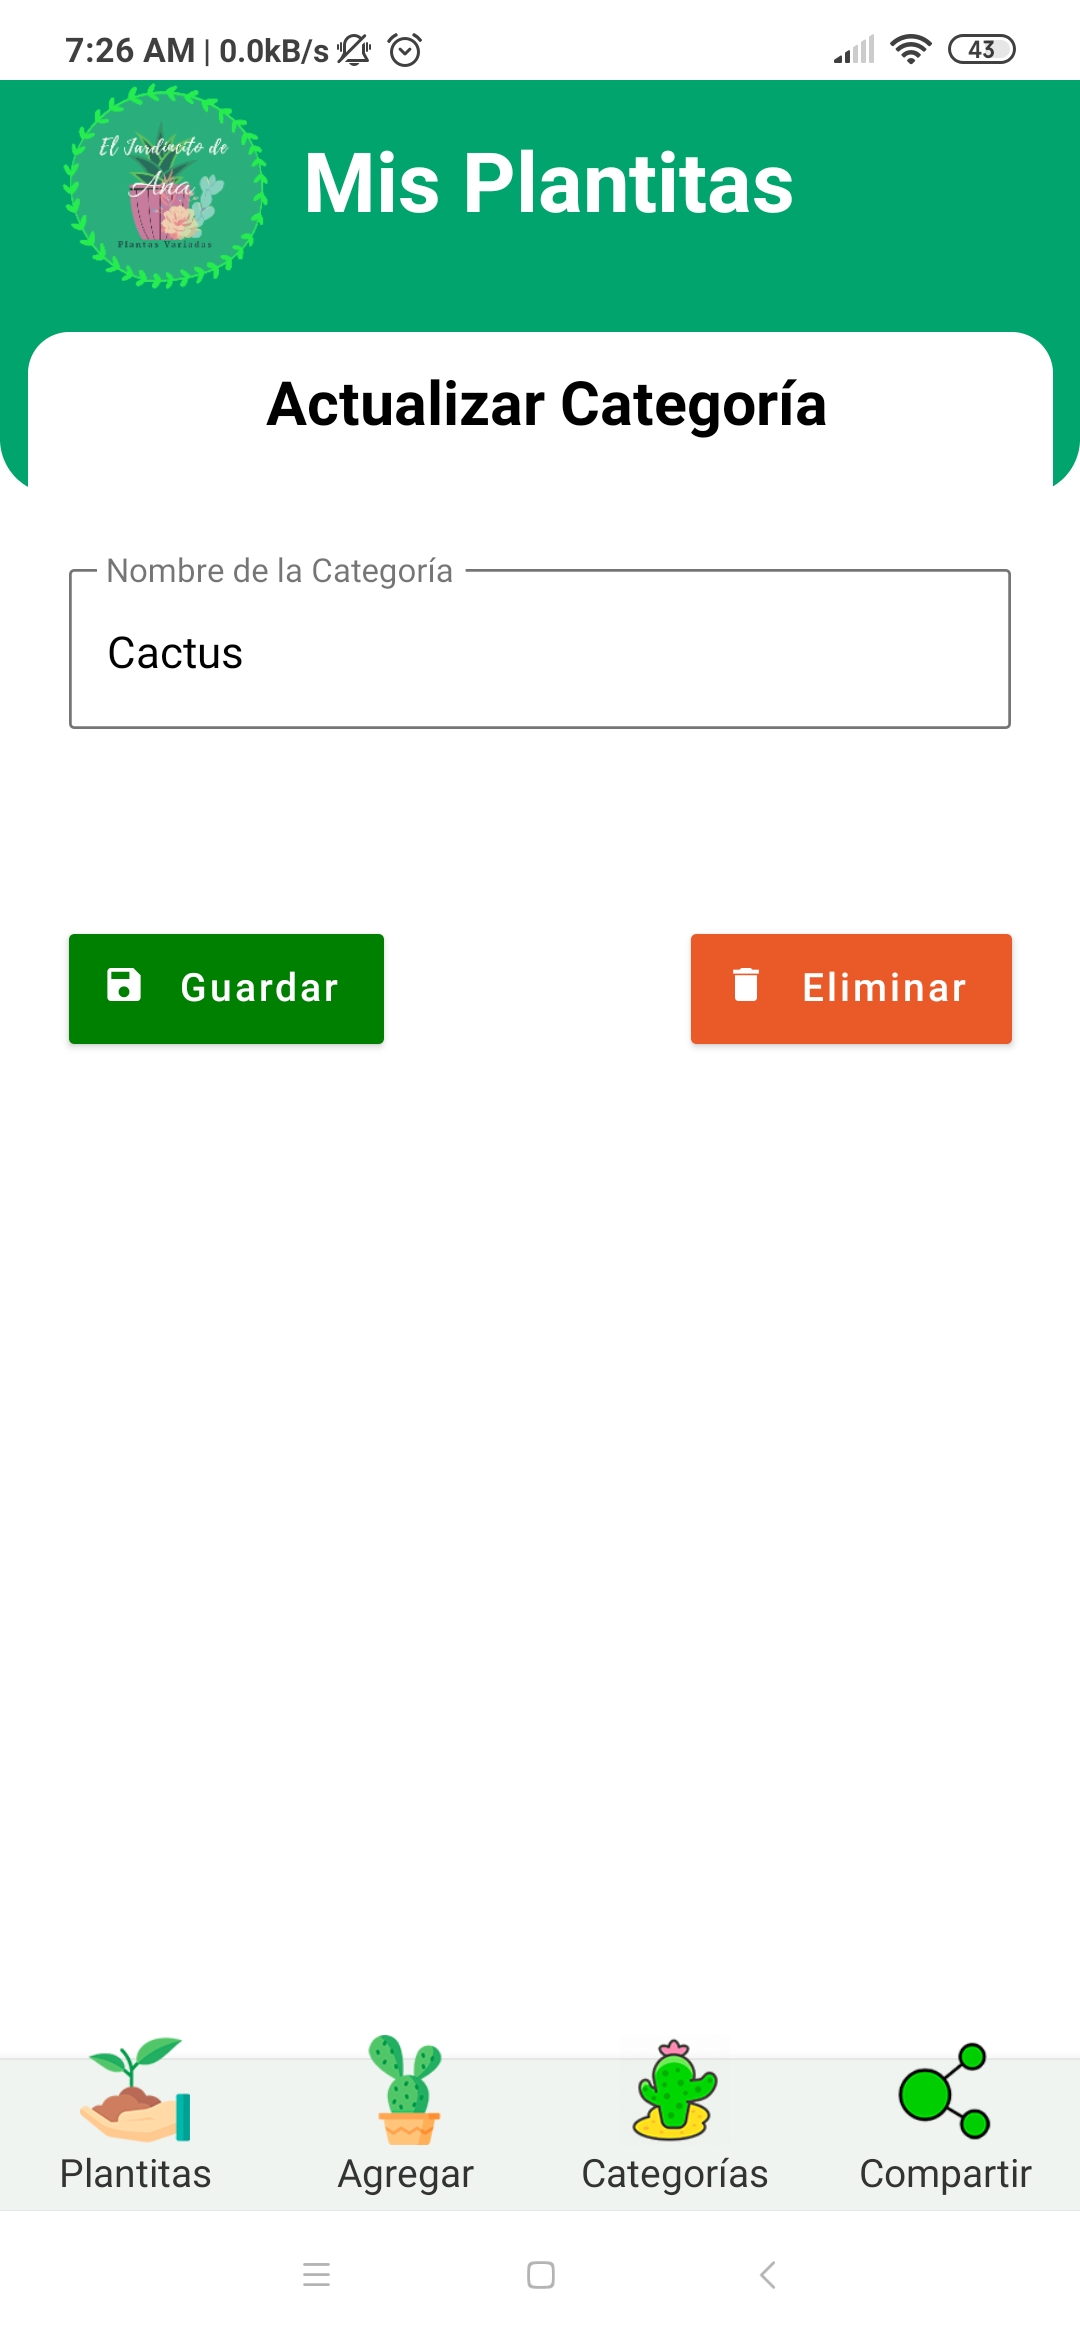 7:26 AM | 0.0kB/s
43
El Jardincito de
Ana
Plantas Variadas
Mis Plantitas
Actualizar Categoría
Nombre de la Categoría
Cactus
Guardar
Eliminar
Plantitas
Agregar
Categorías
Compartir